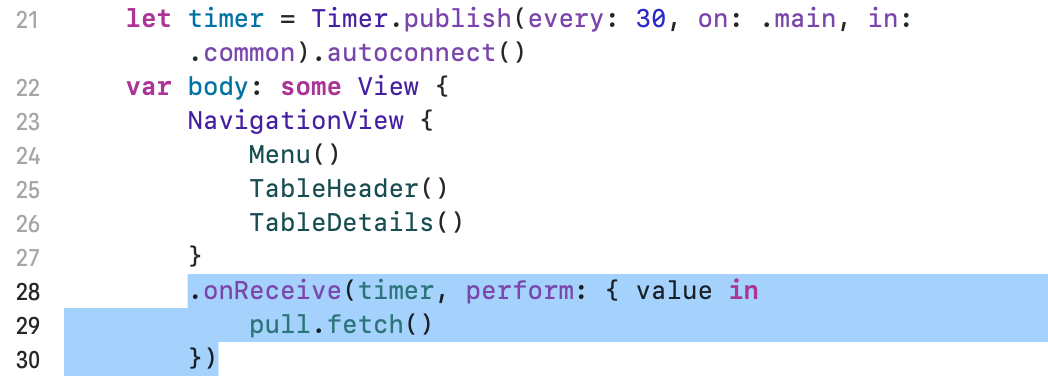 21 let timer = Timer.publish(every: 30, on: .main, in:
.common).autoconnect()
22 var body: some View {
23 NavigationView {
24 Menu()
25 TableHeader()
26 TableDetails()
27 }
28 .onReceive(timer, perform: { value in
29 pull.fetch()
30 })